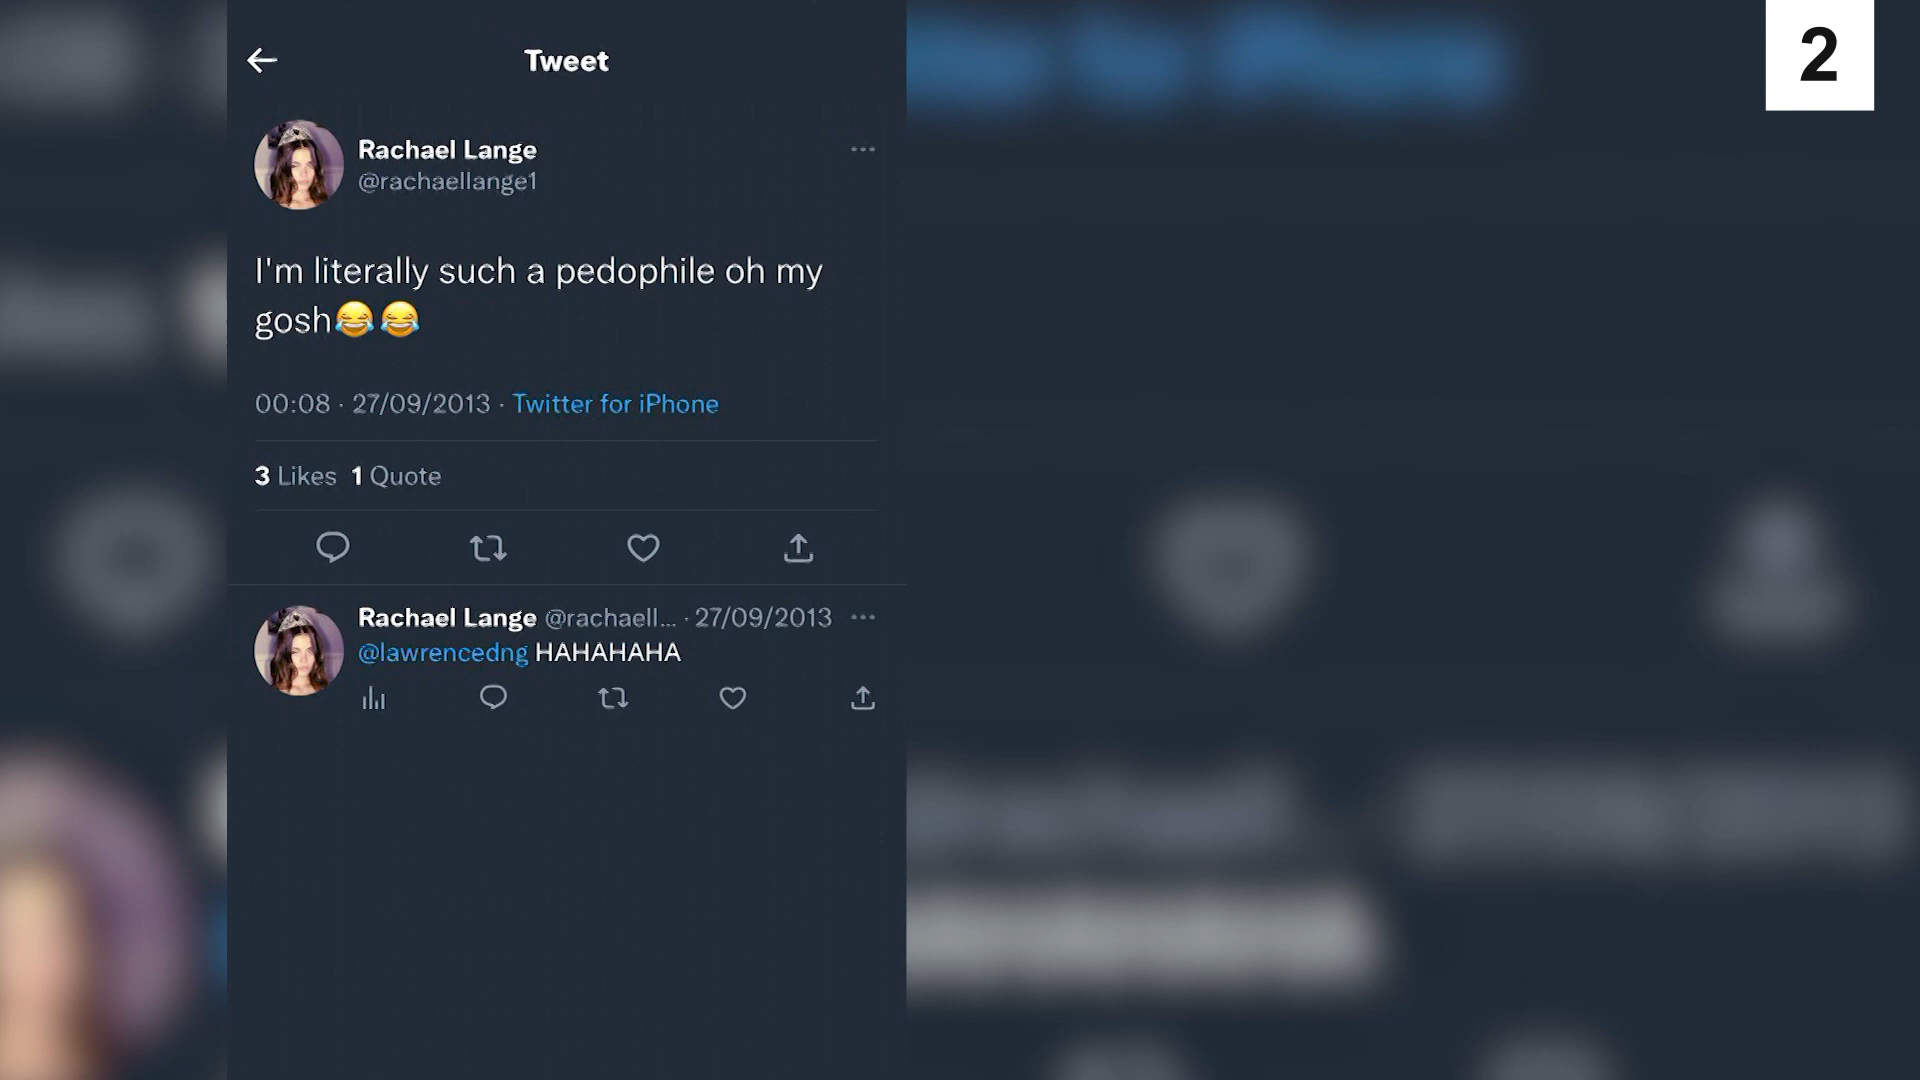 2
Tweet
Rachael Lange
@rachaellange1
I'm literally such a pedophile oh my
gosh😂😂
00:08 · 27/09/2013 · Twitter for iPhone
3 Likes 1 Quote
Rachael Lange @rachaell... · 27/09/2013
@lawrencedng HAHAHAHA